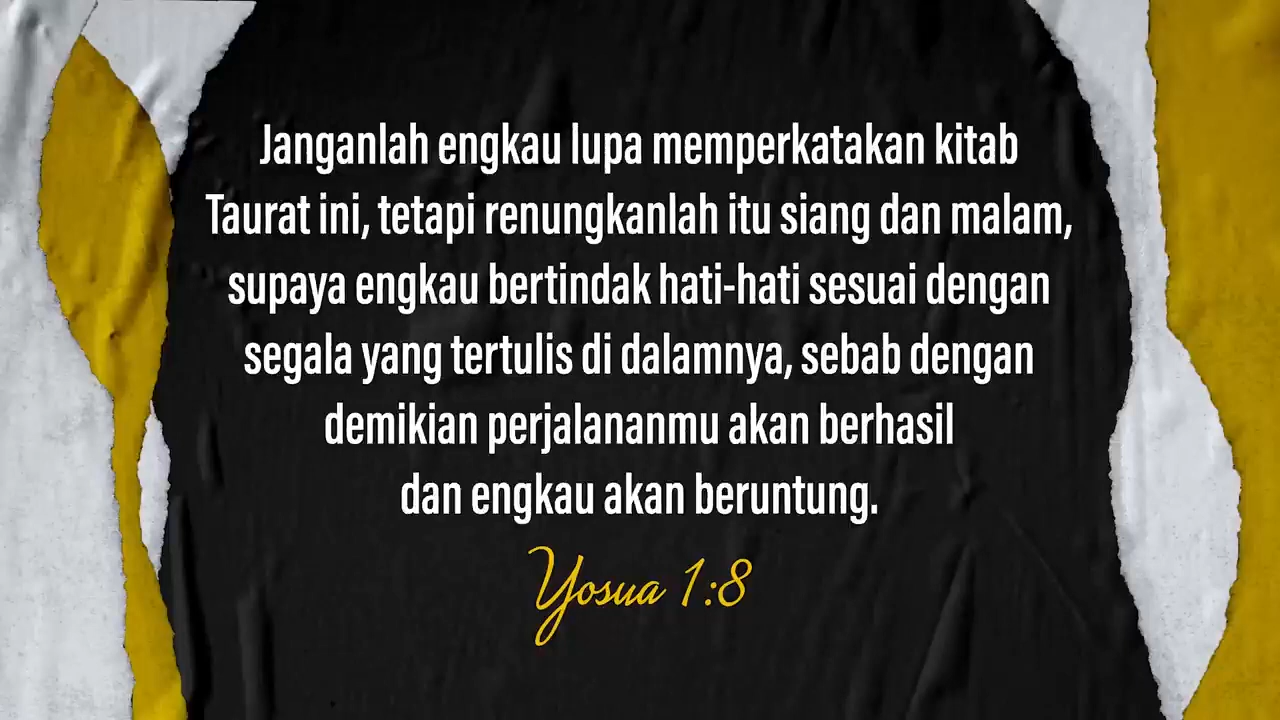 Janganlah engkau lupa memperkatakan kitab
Taurat ini, tetapi renungkanlah itu siang dan malam,
supaya engkau bertindak hati-hati sesuai dengan
segala yang tertulis di dalamnya, sebab dengan
demikian perjalananmu akan berhasil
dan engkau akan beruntung.
Yosua 1:8